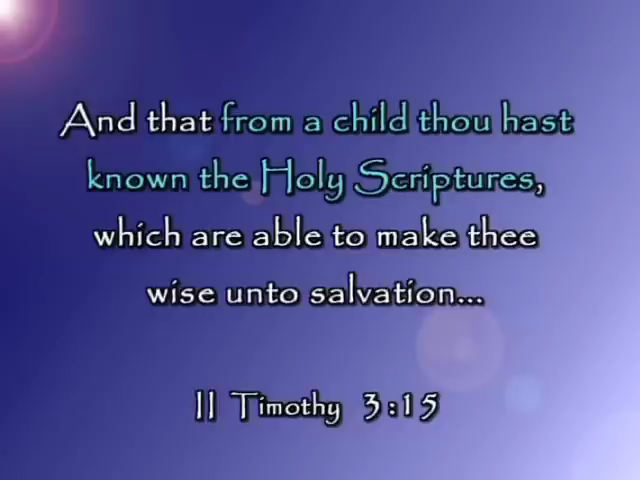 And that from a child thou hast
known the Holy Scriptures,
which are able to make thee
wise unto salvation...
II Timothy 3:15